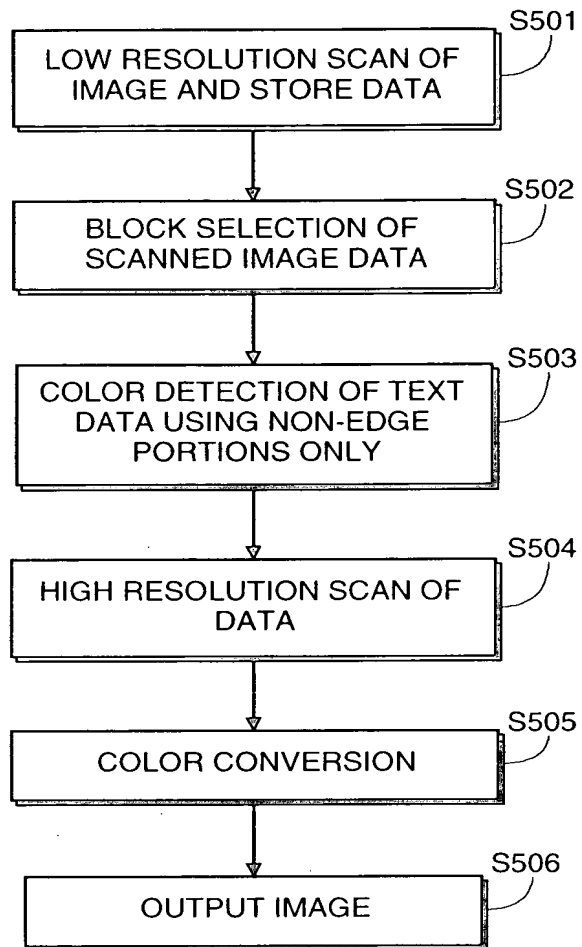 S501
LOW RESOLUTION SCAN OF
IMAGE AND STORE DATA
S502
BLOCK SELECTION OF
SCANNED IMAGE DATA
S503
COLOR DETECTION OF TEXT
DATA USING NON-EDGE
PORTIONS ONLY
S504
HIGH RESOLUTION SCAN OF
DATA
S505
COLOR CONVERSION
S506
OUTPUT IMAGE